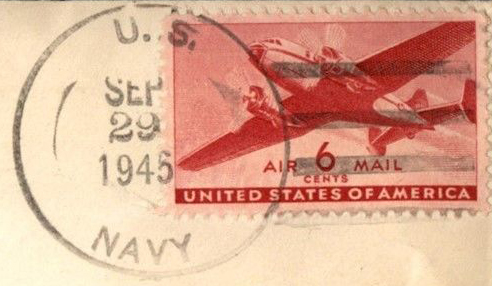 U. S.
SEP
29
1945
NAVY
AIR 6 MAIL
CENTS
UNITED STATES OF AMERICA